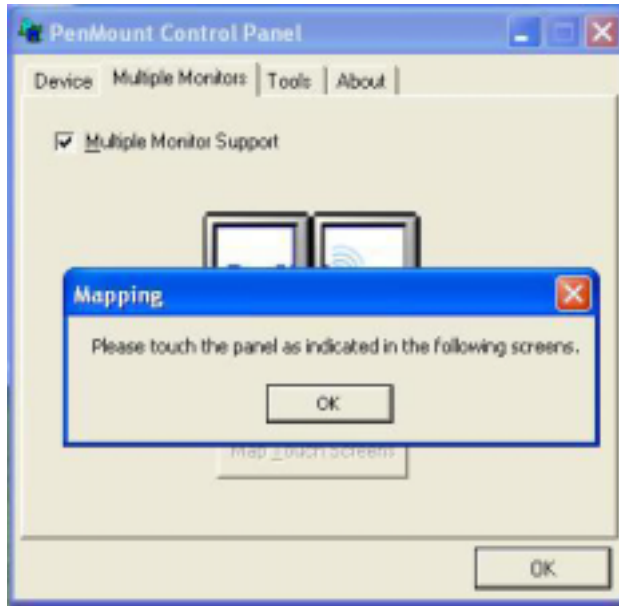 PenMount Control Panel
Device Multiple Monitors Tools About
Multiple Monitor Support
Mapping
Please touch the panel as indicated in the following screens.
OK
Map Touch Screens
OK